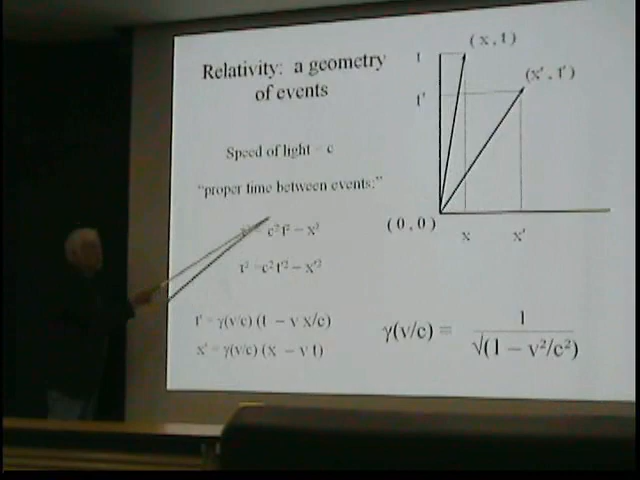 Relativity: a geometry
of events
Speed of light = c
"proper time between events:"
τ² = c²t² – x²
τ² = c²t'² – x'²
t' = γ(v/c) (t – v x/c)
x' = γ(v/c) (x – v t)
t
(x, t)
t'
(x', t')
(0,0)
x
x'
γ(v/c) = 1
√(1 – v²/c²)